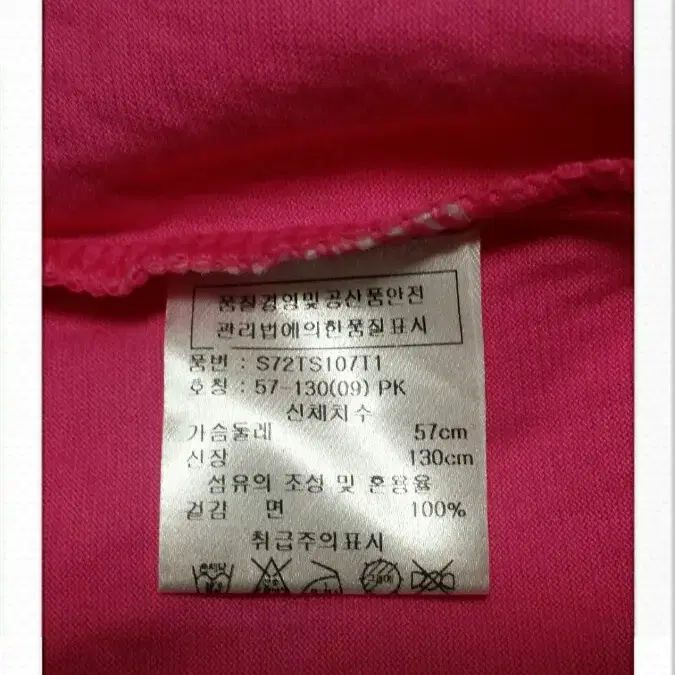 품질경영및공산품안전
관리법에의한품질표시
품번 : S72TS107T1
호칭 : 57-130(09) PK
신체치수
가슴둘레 57cm
신장 130cm
섬유의 조성 및 혼용율
겉감 면 100%
취급주의표시